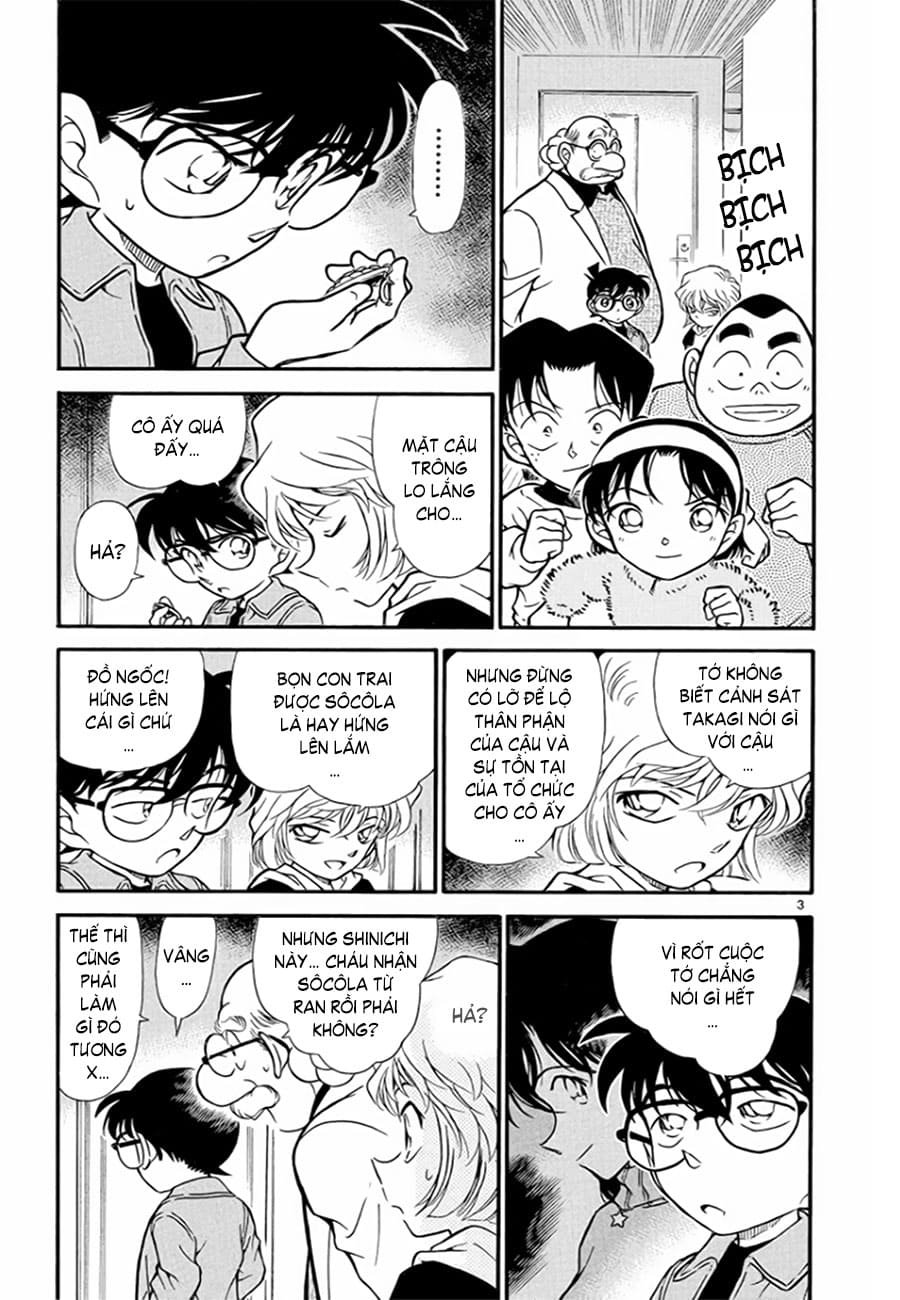 BỊCH
BỊCH
BỊCH
.........
MẶT CẬU
TRÔNG
LO LẮNG
CHO...
CÔ ẤY QUÁ
ĐẤY...
HẢ?
TỚ KHÔNG
BIẾT CẢNH SÁT
TAKAGI NÓI GÌ
VỚI CẬU
...
NHƯNG ĐỪNG
CÓ LỠ ĐỂ LỘ
THÂN PHẬN
CỦA CẬU VÀ
SỰ TỒN TẠI
CỦA TỔ CHỨC
CHO CÔ ẤY
...
BỌN CON TRAI
ĐƯỢC SÔCÔLA
LÀ HAY HỨNG
LÊN LẮM
...
ĐỒ NGỐC!
HỨNG LÊN
CÁI GÌ CHỨ
...
3
VÌ RỐT CUỘC
TỚ CHẲNG
NÓI GÌ HẾT
...
HẢ?
NHƯNG SHINICHI
NÀY... CHÁU NHẬN
SÔCÔLA TỪ
RAN RỒI PHẢI
KHÔNG?
VÂNG
...
THẾ THÌ
CŨNG
PHẢI
LÀM
GÌ ĐÓ
TƯƠNG
X...